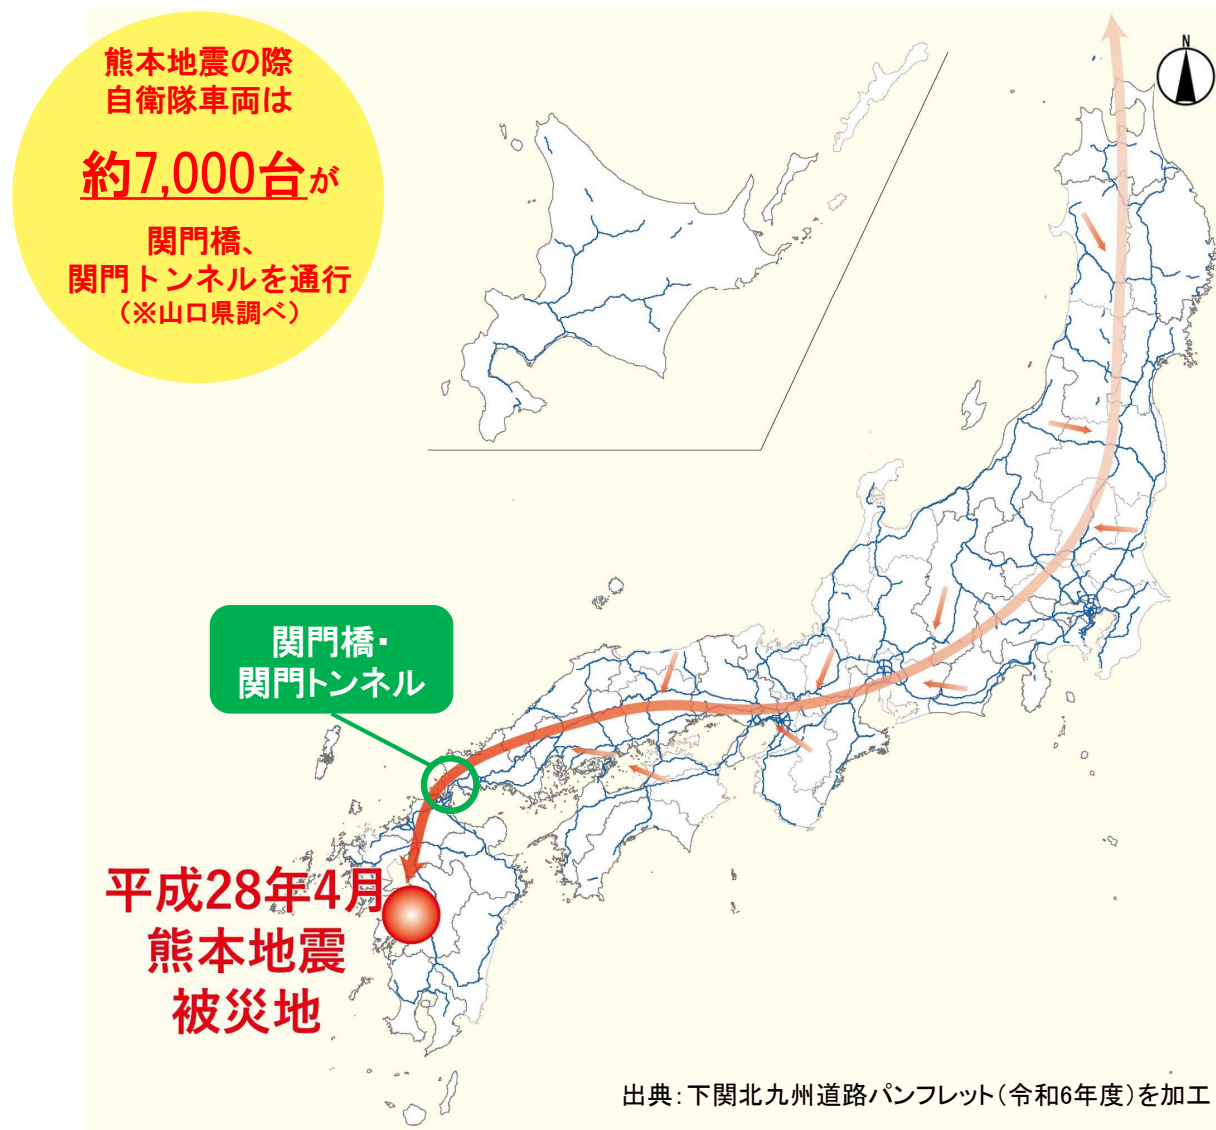 熊本地震の際
自衛隊車両は
約7,000台が
関門橋、
関門トンネルを通行
（※山口県調べ）
N
関門橋・
関門トンネル
平成28年4月
熊本地震
被災地
出典：下関北九州道路パンフレット（令和6年度）を加工